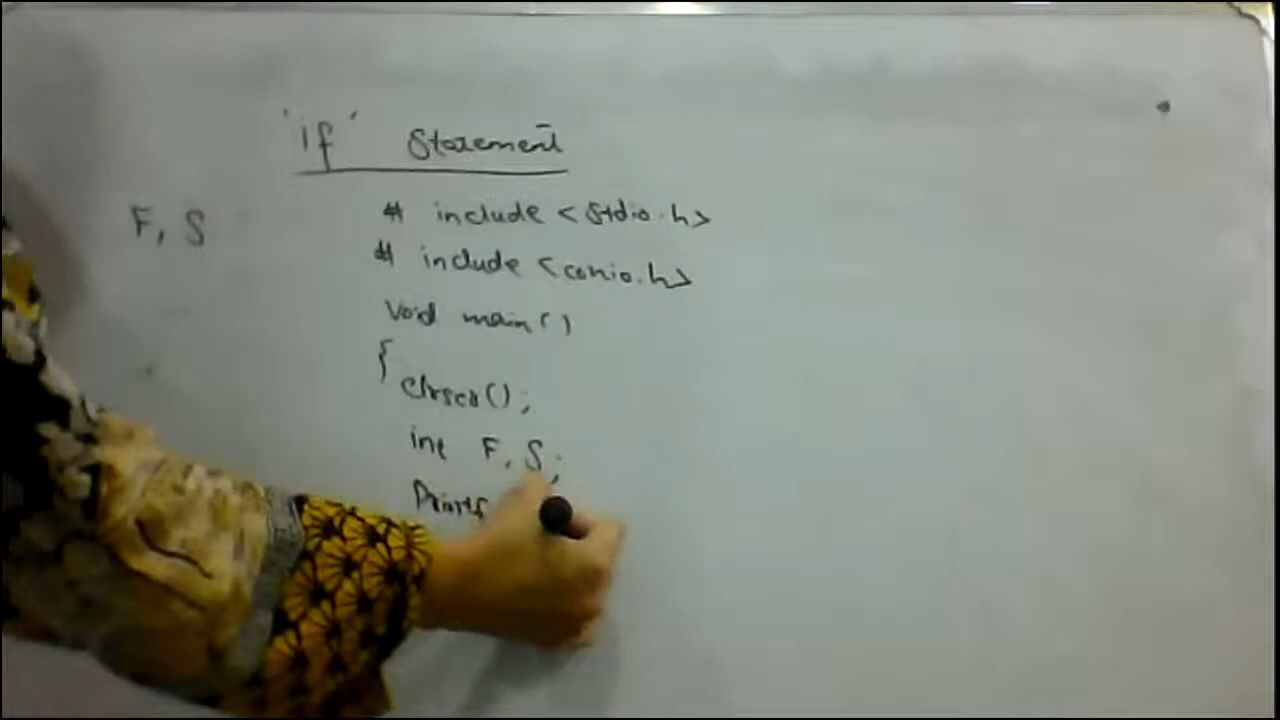 'if' Statement
F, S
# include <stdio.h>
# include <conio.h>
void main()
{
clrscr();
int F, S;
Printf